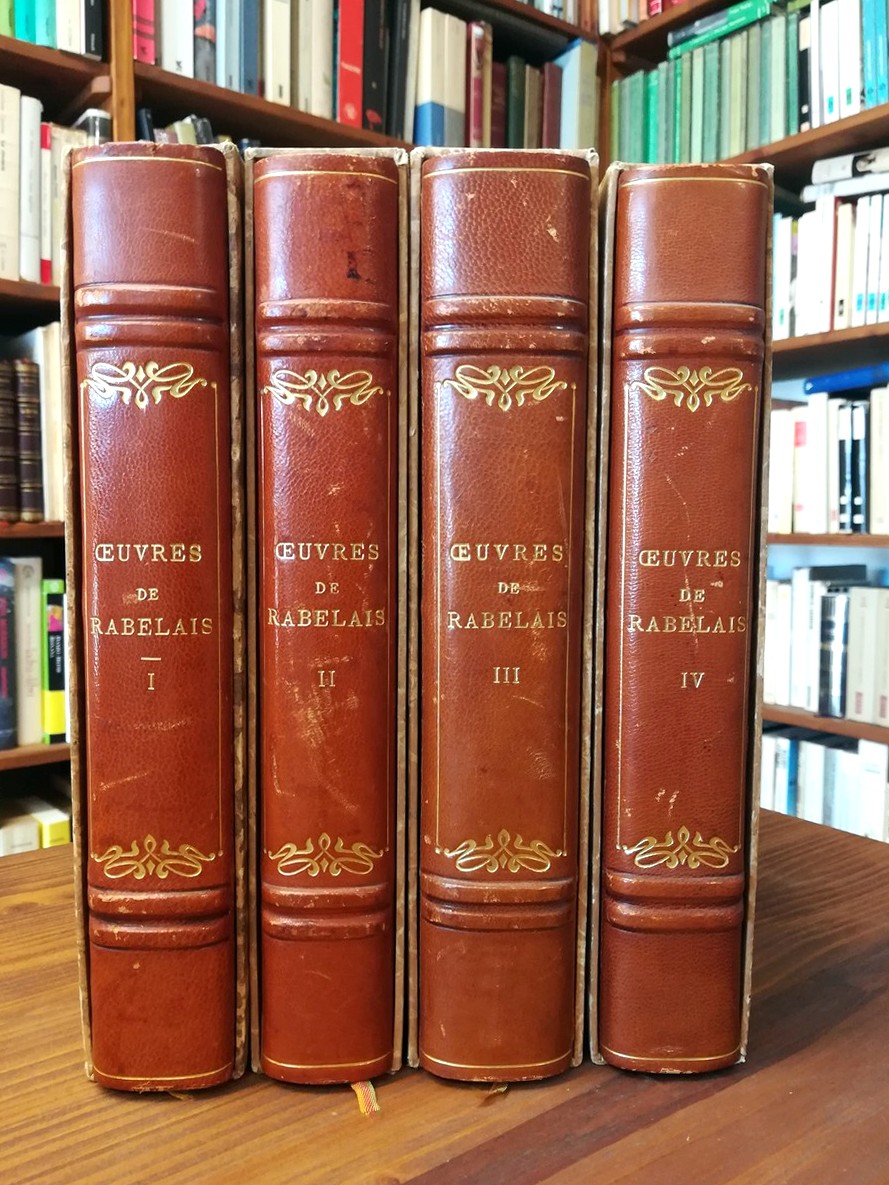 ŒUVRES
DE
RABELAIS
I
ŒUVRES
DE
RABELAIS
II
ŒUVRES
DE
RABELAIS
III
ŒUVRES
DE
RABELAIS
IV